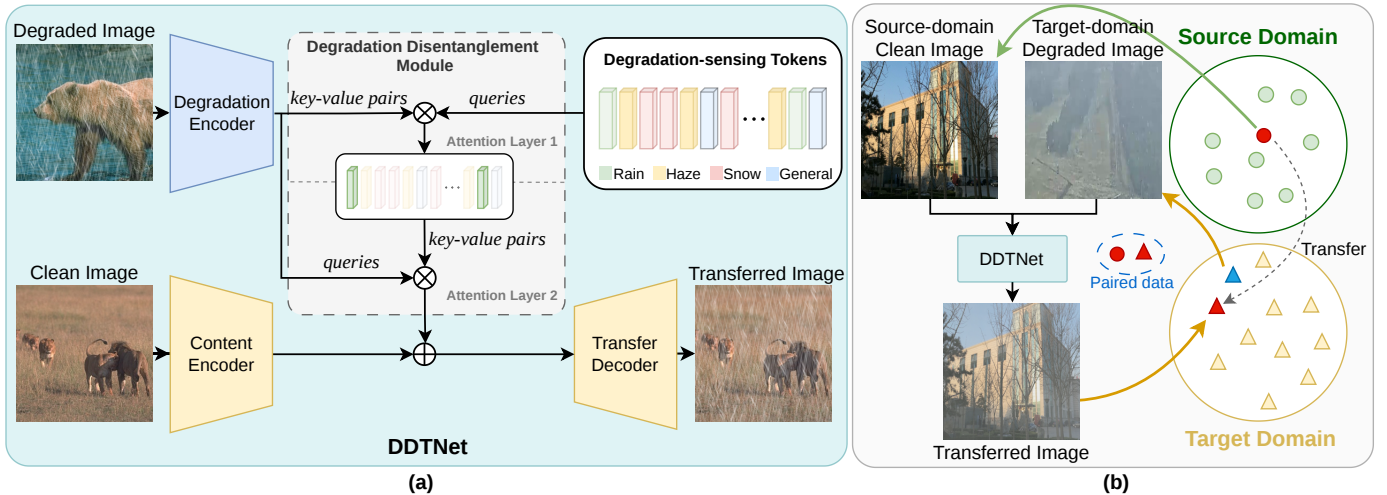 Degraded Image
Degradation
Encoder
Degradation Disentanglement
Module
key-value pairs
queries
Attention Layer 1
key-value pairs
queries
Attention Layer 2
Degradation-sensing Tokens
...
Rain
Haze
Snow
General
...
Clean Image
Content
Encoder
Transfer
Decoder
Transferred Image
DDTNet
(a)
Source-domain
Clean Image
Target-domain
Degraded Image
Source Domain
DDTNet
Paired data
Transfer
Transferred Image
Target Domain
(b)